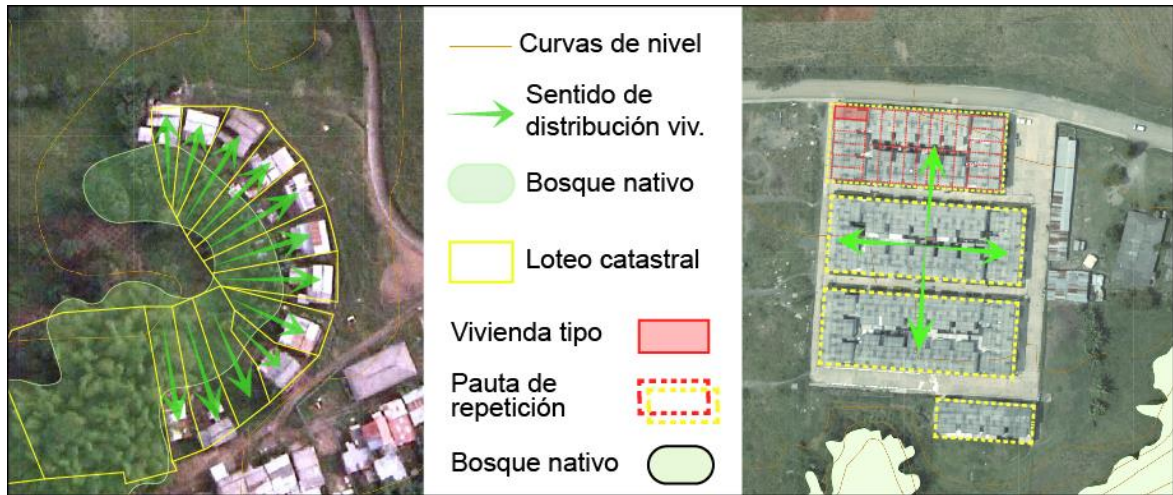 Curvas de nivel
Sentido de
distribución viv.
Bosque nativo
Loteo catastral
Vivienda tipo
Pauta de
repetición
Bosque nativo